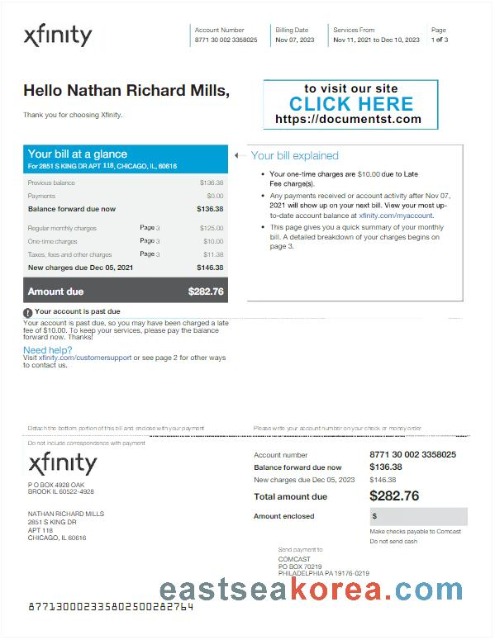 xfinity
Account Number Billing Date Services From Page
8771 30 002 3358025 Nov 07, 2023 Nov 11, 2021 to Dec 10, 2023 1 of 3
Hello Nathan Richard Mills,
Thank you for choosing Xfinity.
to visit our site
CLICK HERE
https://documentst.com
Your bill at a glance
For 2851 S KING DR APT 118, CHICAGO, IL, 60616
Previous balance $136.38
Payments $0.00
Balance forward due now $136.38
Regular monthly charges Page 3 $125.00
One-time charges Page 3 $10.00
Taxes, fees and other charges Page 3 $11.38
New charges due Dec 05, 2021 $146.38
Amount due $282.76
Your bill explained
• Your one-time charges are $10.00 due to Late
Fee charge(s).
• Any payments received or account activity after Nov 07,
2021 will show up on your next bill. View your most up-
to-date account balance at xfinity.com/myaccount.
• This page gives you a quick summary of your monthly
bill. A detailed breakdown of your charges begins on
page 3.
! Your account is past due
Your account is past due, so you may have been charged a late
fee of $10.00. To keep your services, please pay the balance
forward now. Thanks!
Need help?
Visit xfinity.com/customersupport or see page 2 for other ways
to contact us.
Detach the bottom portion of this bill and enclose with your payment Please write your account number on your check or money order
Do not include correspondence with payment
xfinity
P O BOX 4928 OAK
BROOK IL 60522-4928
NATHAN RICHARD MILLS
2851 S KING DR
APT 118
CHICAGO, IL 60616
Account number 8771 30 002 3358025
Balance forward due now $136.38
New charges due Dec 05, 2023 $146.38
Total amount due $282.76
Amount enclosed $
Make checks payable to Comcast
Do not send cash
Send payment to
COMCAST
PO BOX 70219
PHILADELPHIA PA 19176-0219
eastseakorea.com
8771300023358025002 82764